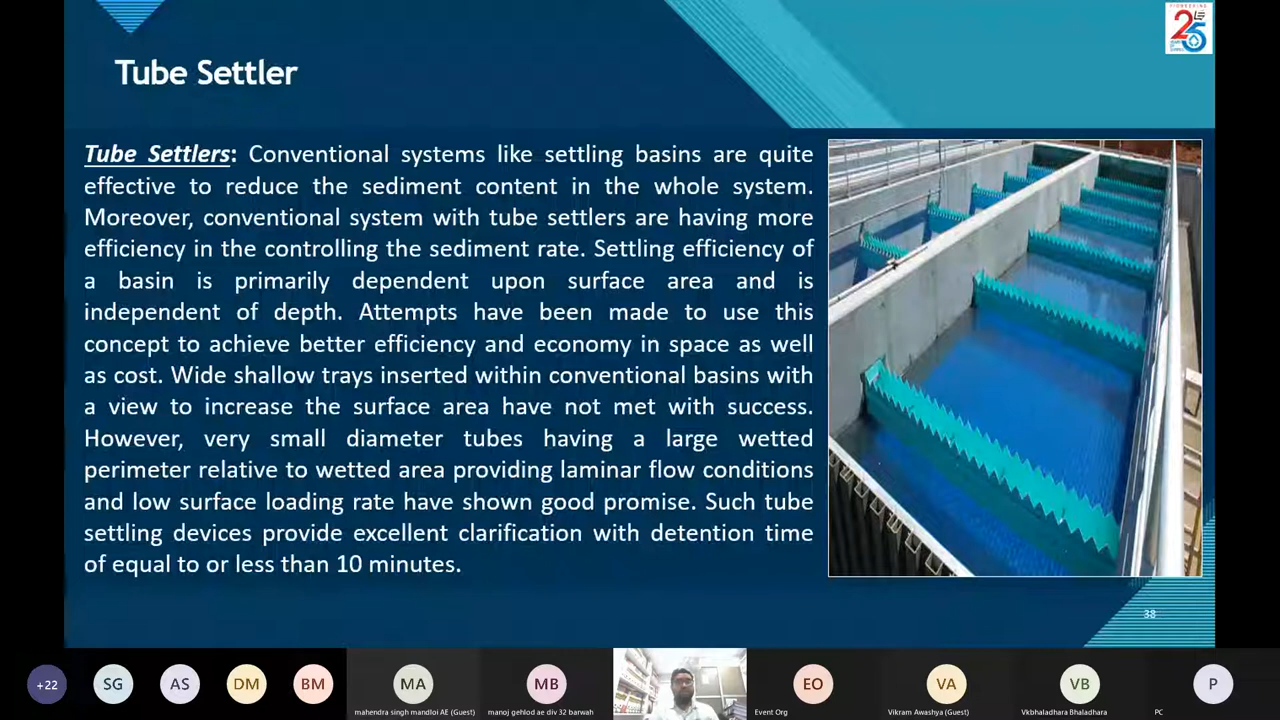 PIONEERING
25
Tube Settler
Tube Settlers: Conventional systems like settling basins are quite
effective to reduce the sediment content in the whole system.
Moreover, conventional system with tube settlers are having more
efficiency in the controlling the sediment rate. Settling efficiency of
a basin is primarily dependent upon surface area and is
independent of depth. Attempts have been made to use this
concept to achieve better efficiency and economy in space as well
as cost. Wide shallow trays inserted within conventional basins with
a view to increase the surface area have not met with success.
However, very small diameter tubes having a large wetted
perimeter relative to wetted area providing laminar flow conditions
and low surface loading rate have shown good promise. Such tube
settling devices provide excellent clarification with detention time
of equal to or less than 10 minutes.
38
+22 SG AS DM BM MA MB EO VA VB P
mahendra singh mandloi AE (Guest) manoj gehlod ae div 32 barwah Event Org Vikram Awashya (Guest) Vkbhaladhara Bhaladhara PC